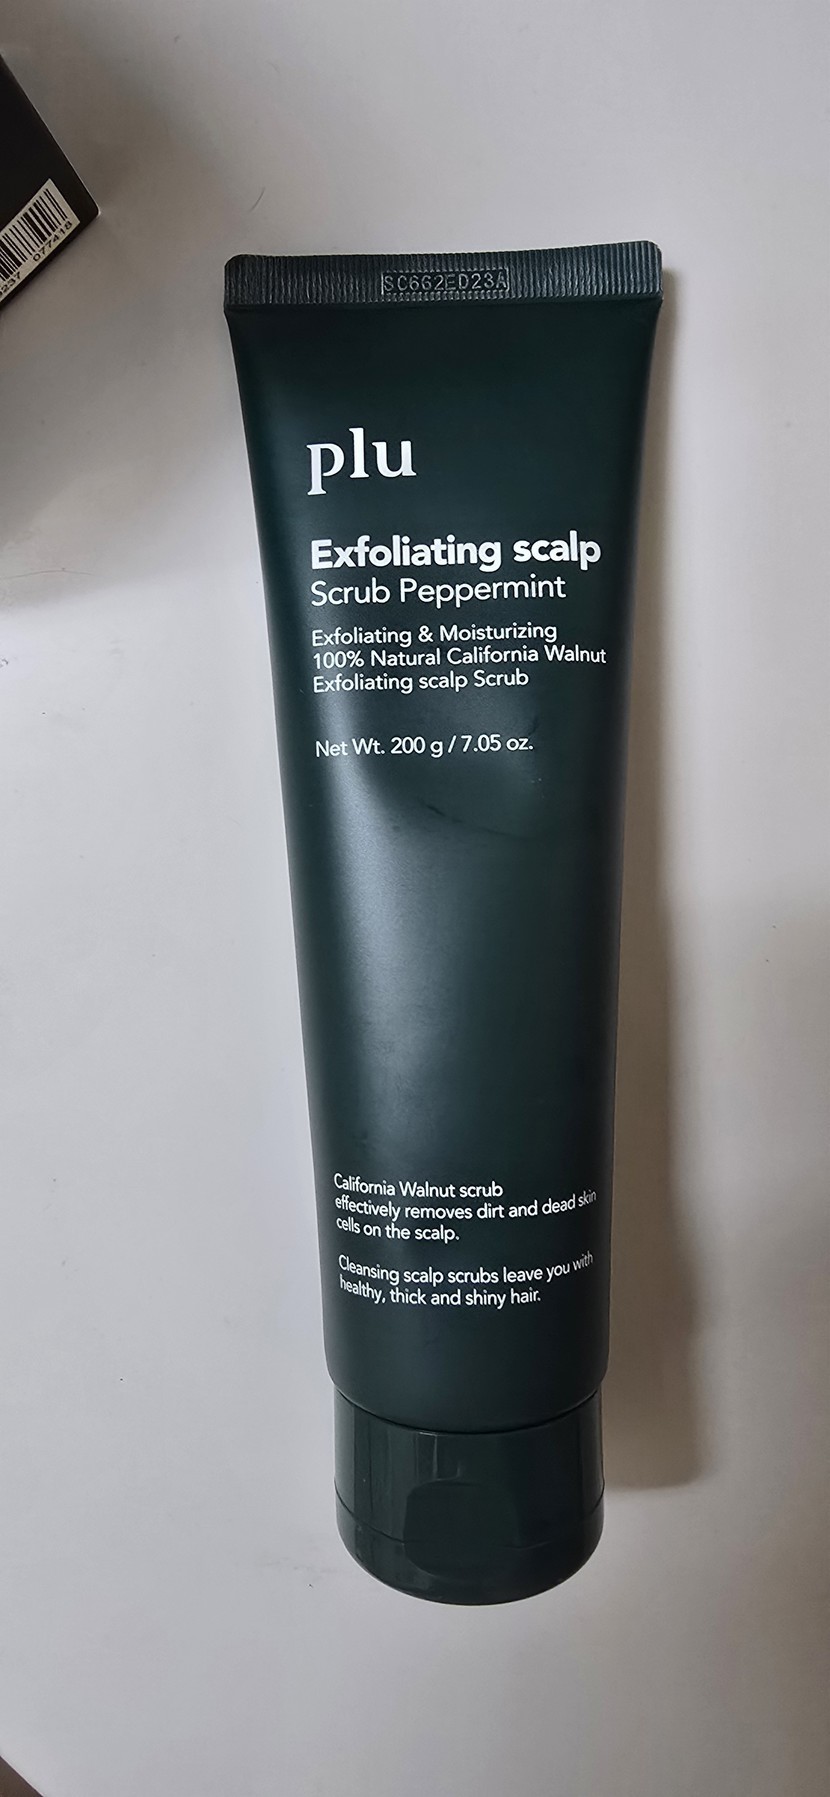 077418
237
SC662ED23A
plu
Exfoliating scalp
Scrub Peppermint
Exfoliating & Moisturizing
100% Natural California Walnut
Exfoliating scalp Scrub
Net Wt. 200 g / 7.05 oz.
California Walnut scrub
effectively removes dirt and dead skin
cells on the scalp.
Cleansing scalp scrubs leave you with
healthy, thick and shiny hair.